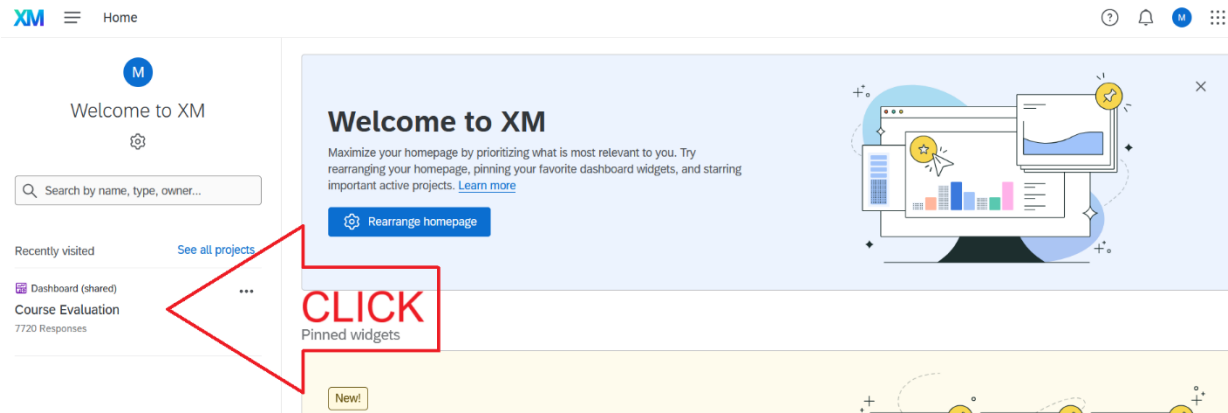 XM Home
M
M
Welcome to XM
Search by name, type, owner...
Recently visited
See all projects
Dashboard (shared)
Course Evaluation
7720 Responses
Welcome to XM
Maximize your homepage by prioritizing what is most relevant to you. Try
rearranging your homepage, pinning your favorite dashboard widgets, and starring
important active projects. Learn more
Rearrange homepage
CLICK
Pinned widgets
New!